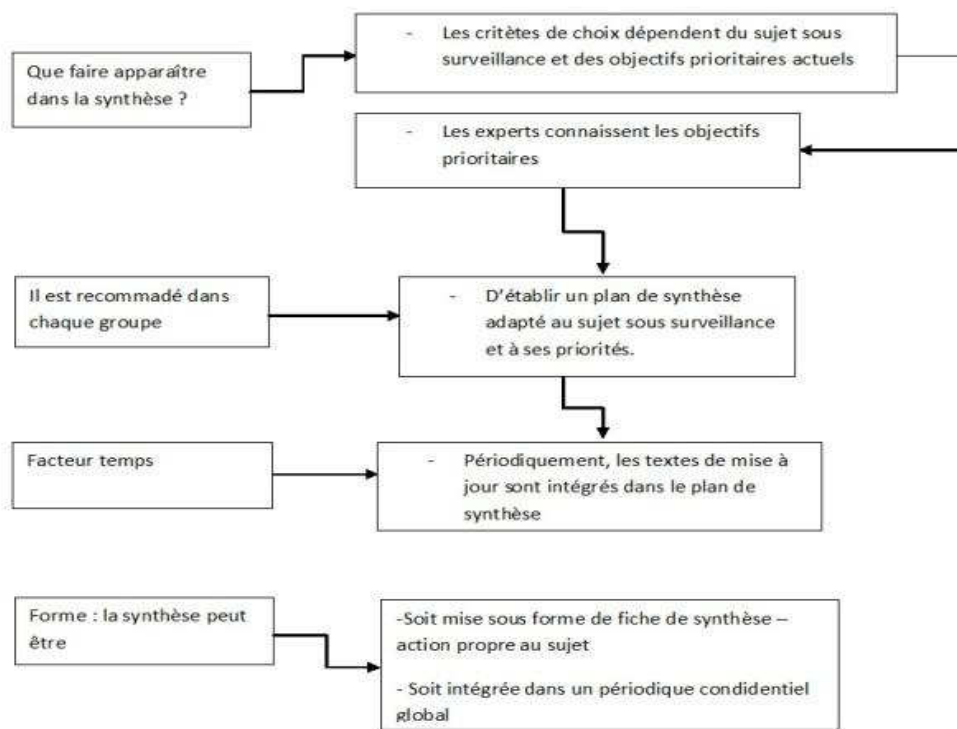 Que faire apparaître
dans la synthèse ?
- Les critètes de choix dépendent du sujet sous
surveillance et des objectifs prioritaires actuels
- Les experts connaissent les objectifs
prioritaires
Il est recommadé dans
chaque groupe
- D'établir un plan de synthèse
adapté au sujet sous surveillance
et à ses priorités.
Facteur temps
- Périodiquement, les textes de mise à
jour sont intégrés dans le plan de
synthèse
Forme : la synthèse peut
être
-Soit mise sous forme de fiche de synthèse –
action propre au sujet
- Soit intégrée dans un périodique condidentiel
global